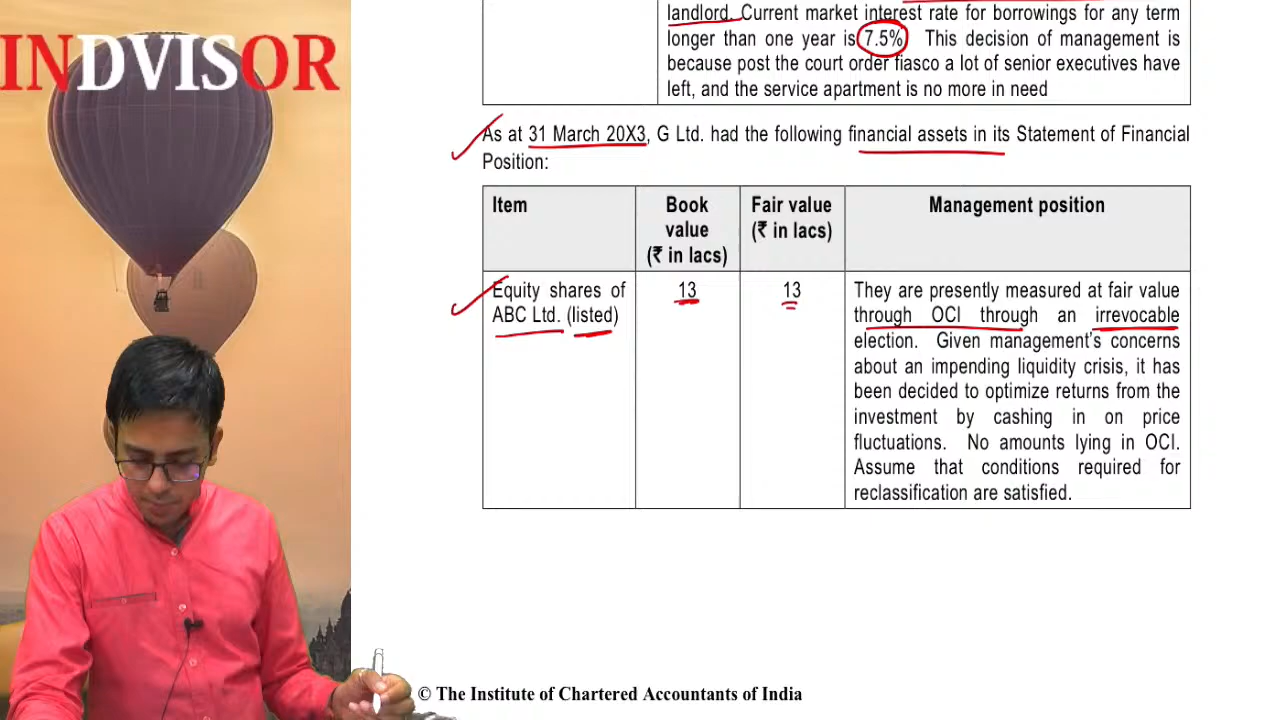 INDVISOR
landlord. Current market interest rate for borrowings for any term
longer than one year is 7.5% This decision of management is
because post the court order fiasco a lot of senior executives have
left, and the service apartment is no more in need
As at 31 March 20X3, G Ltd. had the following financial assets in its Statement of Financial
Position:
Item
Book
value
(₹ in lacs)
Fair value
(₹ in lacs)
Management position
Equity shares of
ABC Ltd. (listed)
13
13
They are presently measured at fair value
through OCI through an irrevocable
election. Given management's concerns
about an impending liquidity crisis, it has
been decided to optimize returns from the
investment by cashing in on price
fluctuations. No amounts lying in OCI.
Assume that conditions required for
reclassification are satisfied.
© The Institute of Chartered Accountants of India